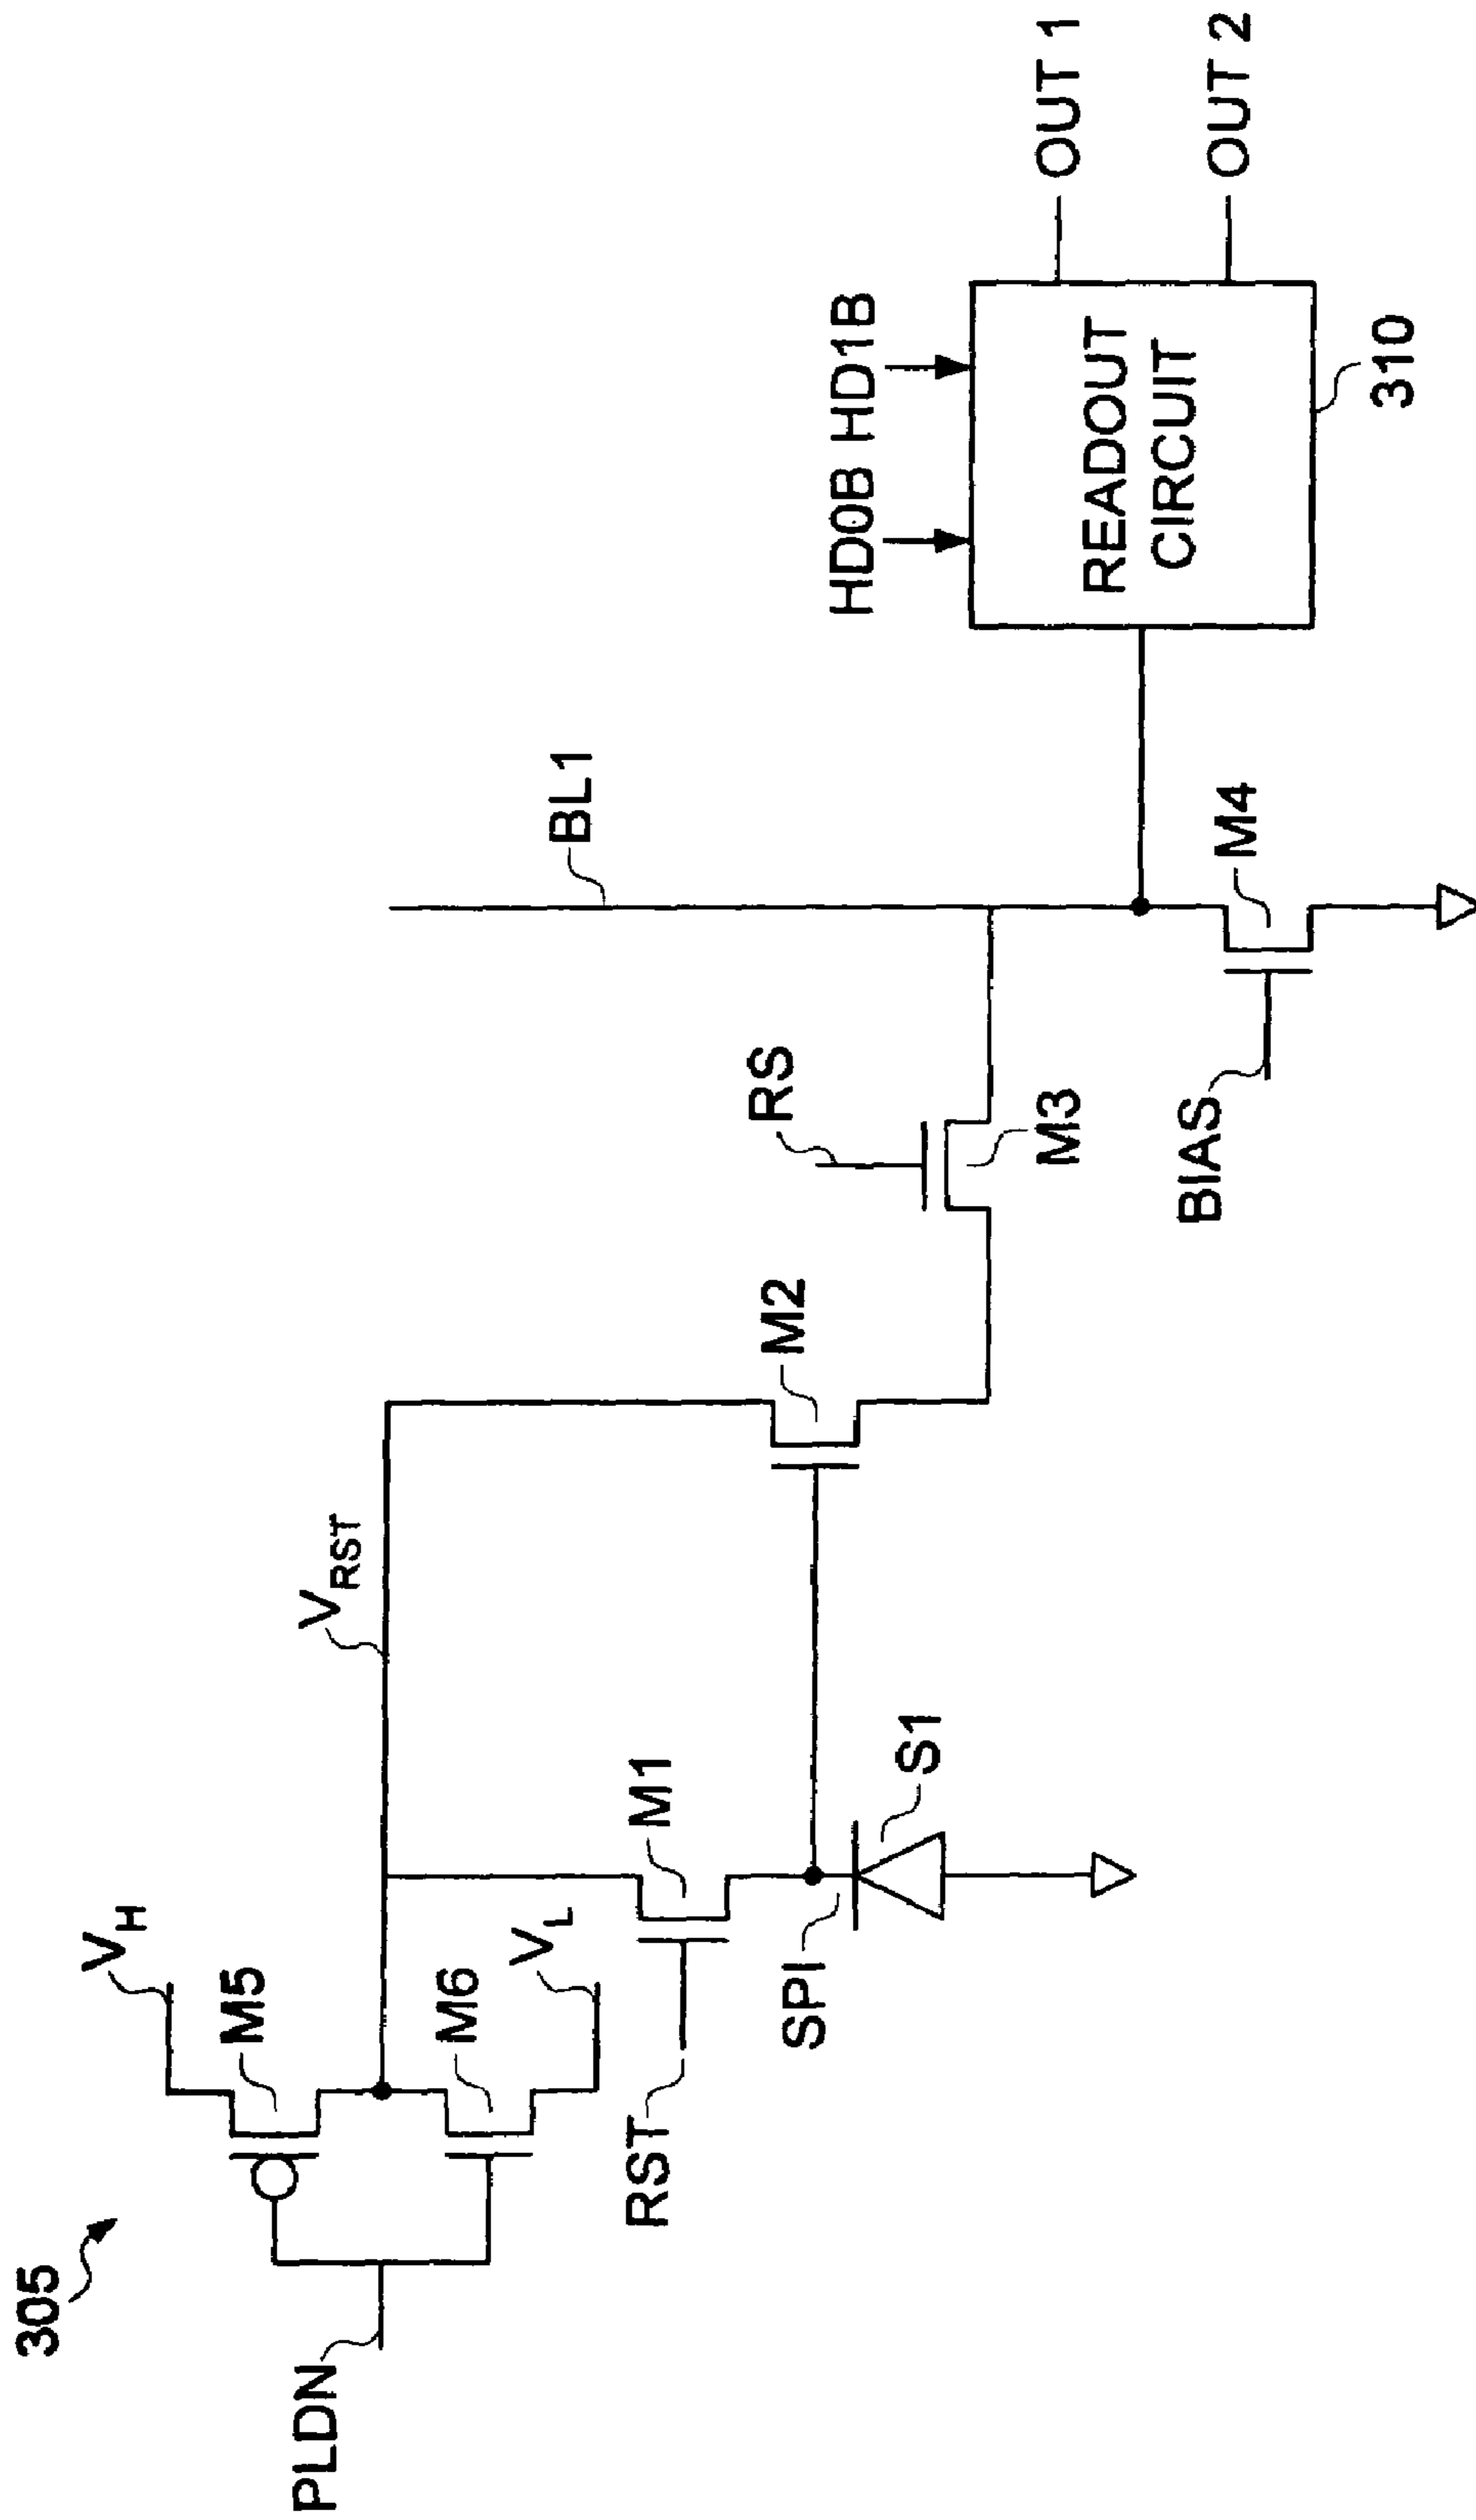 305
PLDN
V_H
M5
M6
V_L
V_RST
RST
M1
SPI
S1
M2
RS
M3
BL1
BIAS
M4
HD0B HD1B
READOUT
CIRCUIT
310
OUT 1
OUT 2